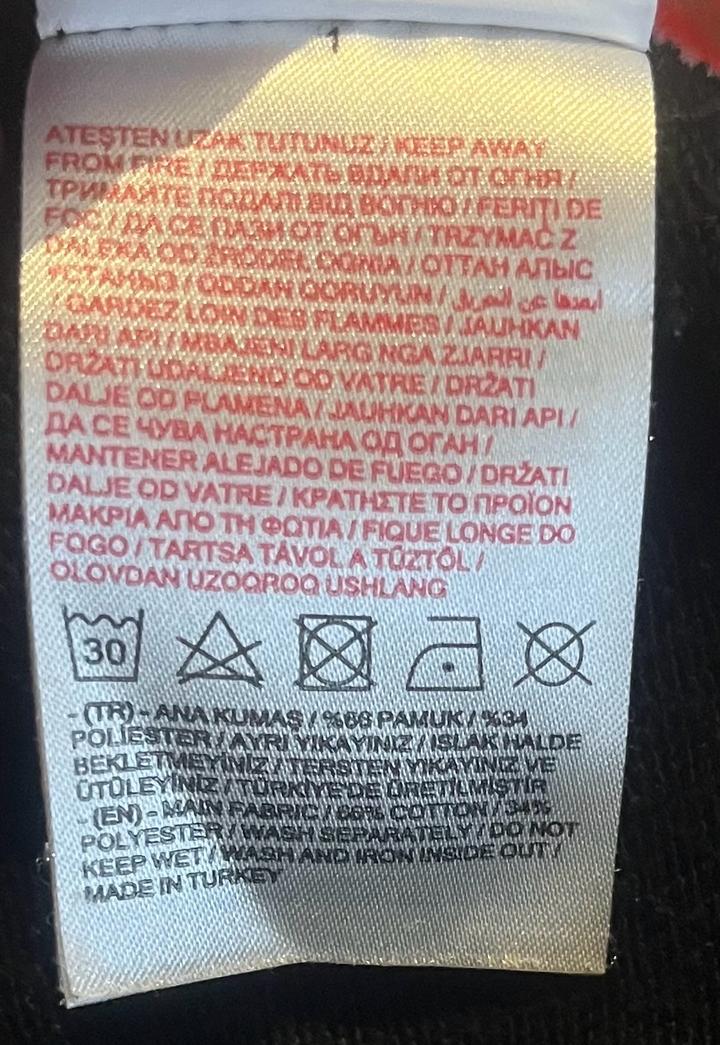 1
ATEŞTEN UZAK TUTUNUZ / KEEP AWAY
FROM FIRE / ДЕРЖАТЬ ВДАЛИ ОТ ОГНЯ /
ТРИМАЙТЕ ПОДАЛІ ВІД ВОГНЮ / FERIȚI DE
FOC / ДА СЕ ПАЗИ ОТ ОГЪН / TRZYMAĆ Z
DALEKA OD ŹRÓDEŁ OGNIA / ОТТАН АЛЫС
ҰСТАҢЫЗ / ODDAN QORUYUN / ابعدها عن الحريق
/ GARDEZ LOIN DES FLAMMES / JAUHKAN
DARI API / MBAJENI LARG NGA ZJARRI /
DRŽATI UDALJENO OD VATRE / DRŽATI
DALJE OD PLAMENA / JAUHKAN DARI API /
ДА СЕ ЧУВА НАСТРАНА ОД ОГАН /
MANTENER ALEJADO DE FUEGO / DRŽATI
DALJE OD VATRE / ΚΡΑΤΗΣΤΕ ΤΟ ΠΡΟΪΟΝ
ΜΑΚΡΙΑ ΑΠΟ ΤΗ ΦΩΤΙΑ / FIQUE LONGE DO
FOGO / TARTSA TÁVOL A TŰZTŐL /
OLOVDAN UZOQROQ USHLANG
30
- (TR) - ANA KUMAŞ / %66 PAMUK / %34
POLİESTER / AYRI YIKAYINIZ / ISLAK HALDE
BEKLETMEYİNİZ / TERSTEN YIKAYINIZ VE
ÜTÜLEYİNİZ / TÜRKİYE'DE ÜRETİLMİŞTİR
- (EN) - MAIN FABRIC / 66% COTTON / 34%
POLYESTER / WASH SEPARATELY / DO NOT
KEEP WET / WASH AND IRON INSIDE OUT /
MADE IN TURKEY